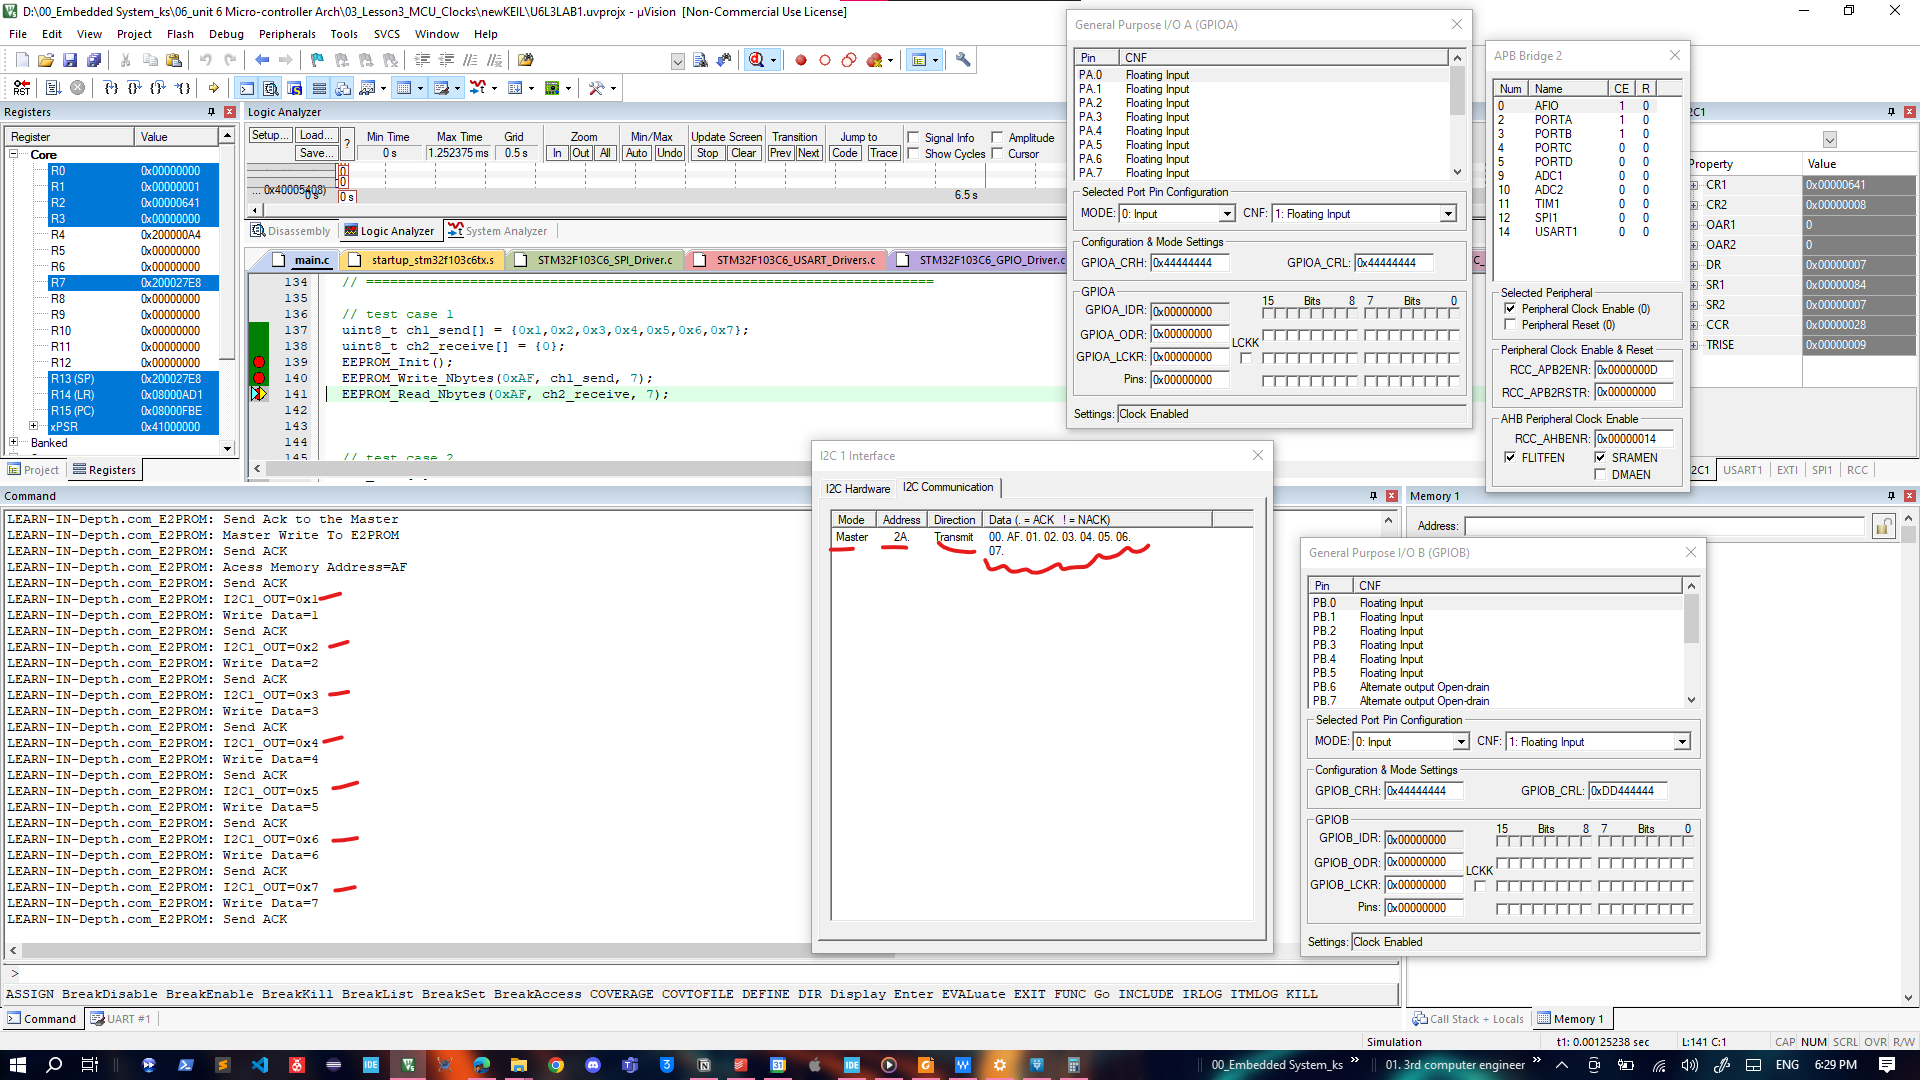 D:\00_Embedded System_ks\06_unit 6 Micro-controller Arch\03_Lesson3_MCU_Clocks\newKEIL\U6L3LAB1.uvprojx - µVision [Non-Commercial Use License]
File Edit View Project Flash Debug Peripherals Tools SVCS Window Help
Registers
Register Value
Core
R0 0x00000000
R1 0x00000001
R2 0x00000641
R3 0x00000000
R4 0x200000A4
R5 0x00000000
R6 0x00000000
R7 0x200027E8
R8 0x00000000
R9 0x00000000
R10 0x00000000
R11 0x00000000
R12 0x00000000
R13 (SP) 0x200027E8
R14 (LR) 0x08000AD1
R15 (PC) 0x08000FBE
xPSR 0x41000000
Banked
Project Registers
Logic Analyzer
Setup... Load... Save... ?
Min Time Max Time Grid Zoom Min/Max Update Screen Transition Jump to Signal Info Amplitude
0 s 1.252375 ms 0.5 s In Out All Auto Undo Stop Clear Prev Next Code Trace Show Cycles Cursor
... 0x40005408) 0 s 0 s 6.5 s
Disassembly Logic Analyzer System Analyzer
main.c startup_stm32f103c6tx.s STM32F103C6_SPI_Driver.c STM32F103C6_USART_Drivers.c STM32F103C6_GPIO_Driver.c
134 // =======================================================================
135
136 // test case 1
137 uint8_t ch1_send[] = {0x1,0x2,0x3,0x4,0x5,0x6,0x7};
138 uint8_t ch2_receive[] = {0};
139 EEPROM_Init();
140 EEPROM_Write_Nbytes(0xAF, ch1_send, 7);
141 EEPROM_Read_Nbytes(0xAF, ch2_receive, 7);
142
143
144
145 // test case 2
General Purpose I/O A (GPIOA)
Pin CNF
PA.0 Floating Input
PA.1 Floating Input
PA.2 Floating Input
PA.3 Floating Input
PA.4 Floating Input
PA.5 Floating Input
PA.6 Floating Input
PA.7 Floating Input
Selected Port Pin Configuration
MODE: 0: Input CNF: 1: Floating Input
Configuration & Mode Settings
GPIOA_CRH: 0x44444444 GPIOA_CRL: 0x44444444
GPIOA
15 Bits 8 7 Bits 0
GPIOA_IDR: 0x00000000
GPIOA_ODR: 0x00000000
LCKK
GPIOA_LCKR: 0x00000000
Pins: 0x00000000
Settings: Clock Enabled
APB Bridge 2
Num Name CE R
0 AFIO 1 0
2 PORTA 1 0
3 PORTB 1 0
4 PORTC 0 0
5 PORTD 0 0
9 ADC1 0 0
10 ADC2 0 0
11 TIM1 0 0
12 SPI1 0 0
14 USART1 0 0
Selected Peripheral
Peripheral Clock Enable (0)
Peripheral Reset (0)
Peripheral Clock Enable & Reset
RCC_APB2ENR: 0x0000000D
RCC_APB2RSTR: 0x00000000
AHB Peripheral Clock Enable
RCC_AHBENR: 0x00000014
FLITFEN SRAMEN
DMAEN
Property Value
CR1 0x00000641
CR2 0x00000008
OAR1 0
OAR2 0
DR 0x00000007
SR1 0x00000084
SR2 0x00000007
CCR 0x00000028
TRISE 0x00000009
USART1 EXTI SPI1 RCC
Command
LEARN-IN-Depth.com_E2PROM: Send Ack to the Master
LEARN-IN-Depth.com_E2PROM: Master Write To E2PROM
LEARN-IN-Depth.com_E2PROM: Send ACK
LEARN-IN-Depth.com_E2PROM: Acess Memory Address=AF
LEARN-IN-Depth.com_E2PROM: Send ACK
LEARN-IN-Depth.com_E2PROM: I2C1_OUT=0x1
LEARN-IN-Depth.com_E2PROM: Write Data=1
LEARN-IN-Depth.com_E2PROM: Send ACK
LEARN-IN-Depth.com_E2PROM: I2C1_OUT=0x2
LEARN-IN-Depth.com_E2PROM: Write Data=2
LEARN-IN-Depth.com_E2PROM: Send ACK
LEARN-IN-Depth.com_E2PROM: I2C1_OUT=0x3
LEARN-IN-Depth.com_E2PROM: Write Data=3
LEARN-IN-Depth.com_E2PROM: Send ACK
LEARN-IN-Depth.com_E2PROM: I2C1_OUT=0x4
LEARN-IN-Depth.com_E2PROM: Write Data=4
LEARN-IN-Depth.com_E2PROM: Send ACK
LEARN-IN-Depth.com_E2PROM: I2C1_OUT=0x5
LEARN-IN-Depth.com_E2PROM: Write Data=5
LEARN-IN-Depth.com_E2PROM: Send ACK
LEARN-IN-Depth.com_E2PROM: I2C1_OUT=0x6
LEARN-IN-Depth.com_E2PROM: Write Data=6
LEARN-IN-Depth.com_E2PROM: Send ACK
LEARN-IN-Depth.com_E2PROM: I2C1_OUT=0x7
LEARN-IN-Depth.com_E2PROM: Write Data=7
LEARN-IN-Depth.com_E2PROM: Send ACK
>
ASSIGN BreakDisable BreakEnable BreakKill BreakList BreakSet BreakAccess COVERAGE COVTOFILE DEFINE DIR Display Enter EVALuate EXIT FUNC Go INCLUDE IRLOG ITMLOG KILL
Command UART #1
I2C 1 Interface
I2C Hardware I2C Communication
Mode Address Direction Data (. = ACK ! = NACK)
Master 2A. Transmit 00. AF. 01. 02. 03. 04. 05. 06.
07.
Memory 1
Address:
General Purpose I/O B (GPIOB)
Pin CNF
PB.0 Floating Input
PB.1 Floating Input
PB.2 Floating Input
PB.3 Floating Input
PB.4 Floating Input
PB.5 Floating Input
PB.6 Alternate output Open-drain
PB.7 Alternate output Open-drain
Selected Port Pin Configuration
MODE: 0: Input CNF: 1: Floating Input
Configuration & Mode Settings
GPIOB_CRH: 0x44444444 GPIOB_CRL: 0xDD444444
GPIOB
15 Bits 8 7 Bits 0
GPIOB_IDR: 0x00000000
GPIOB_ODR: 0x00000000
LCKK
GPIOB_LCKR: 0x00000000
Pins: 0x00000000
Settings: Clock Enabled
Call Stack + Locals Memory 1
Simulation t1: 0.00125238 sec L:141 C:1 CAP NUM SCRL OVR R/W
00_Embedded System_ks 01. 3rd computer engineer ENG 6:29 PM